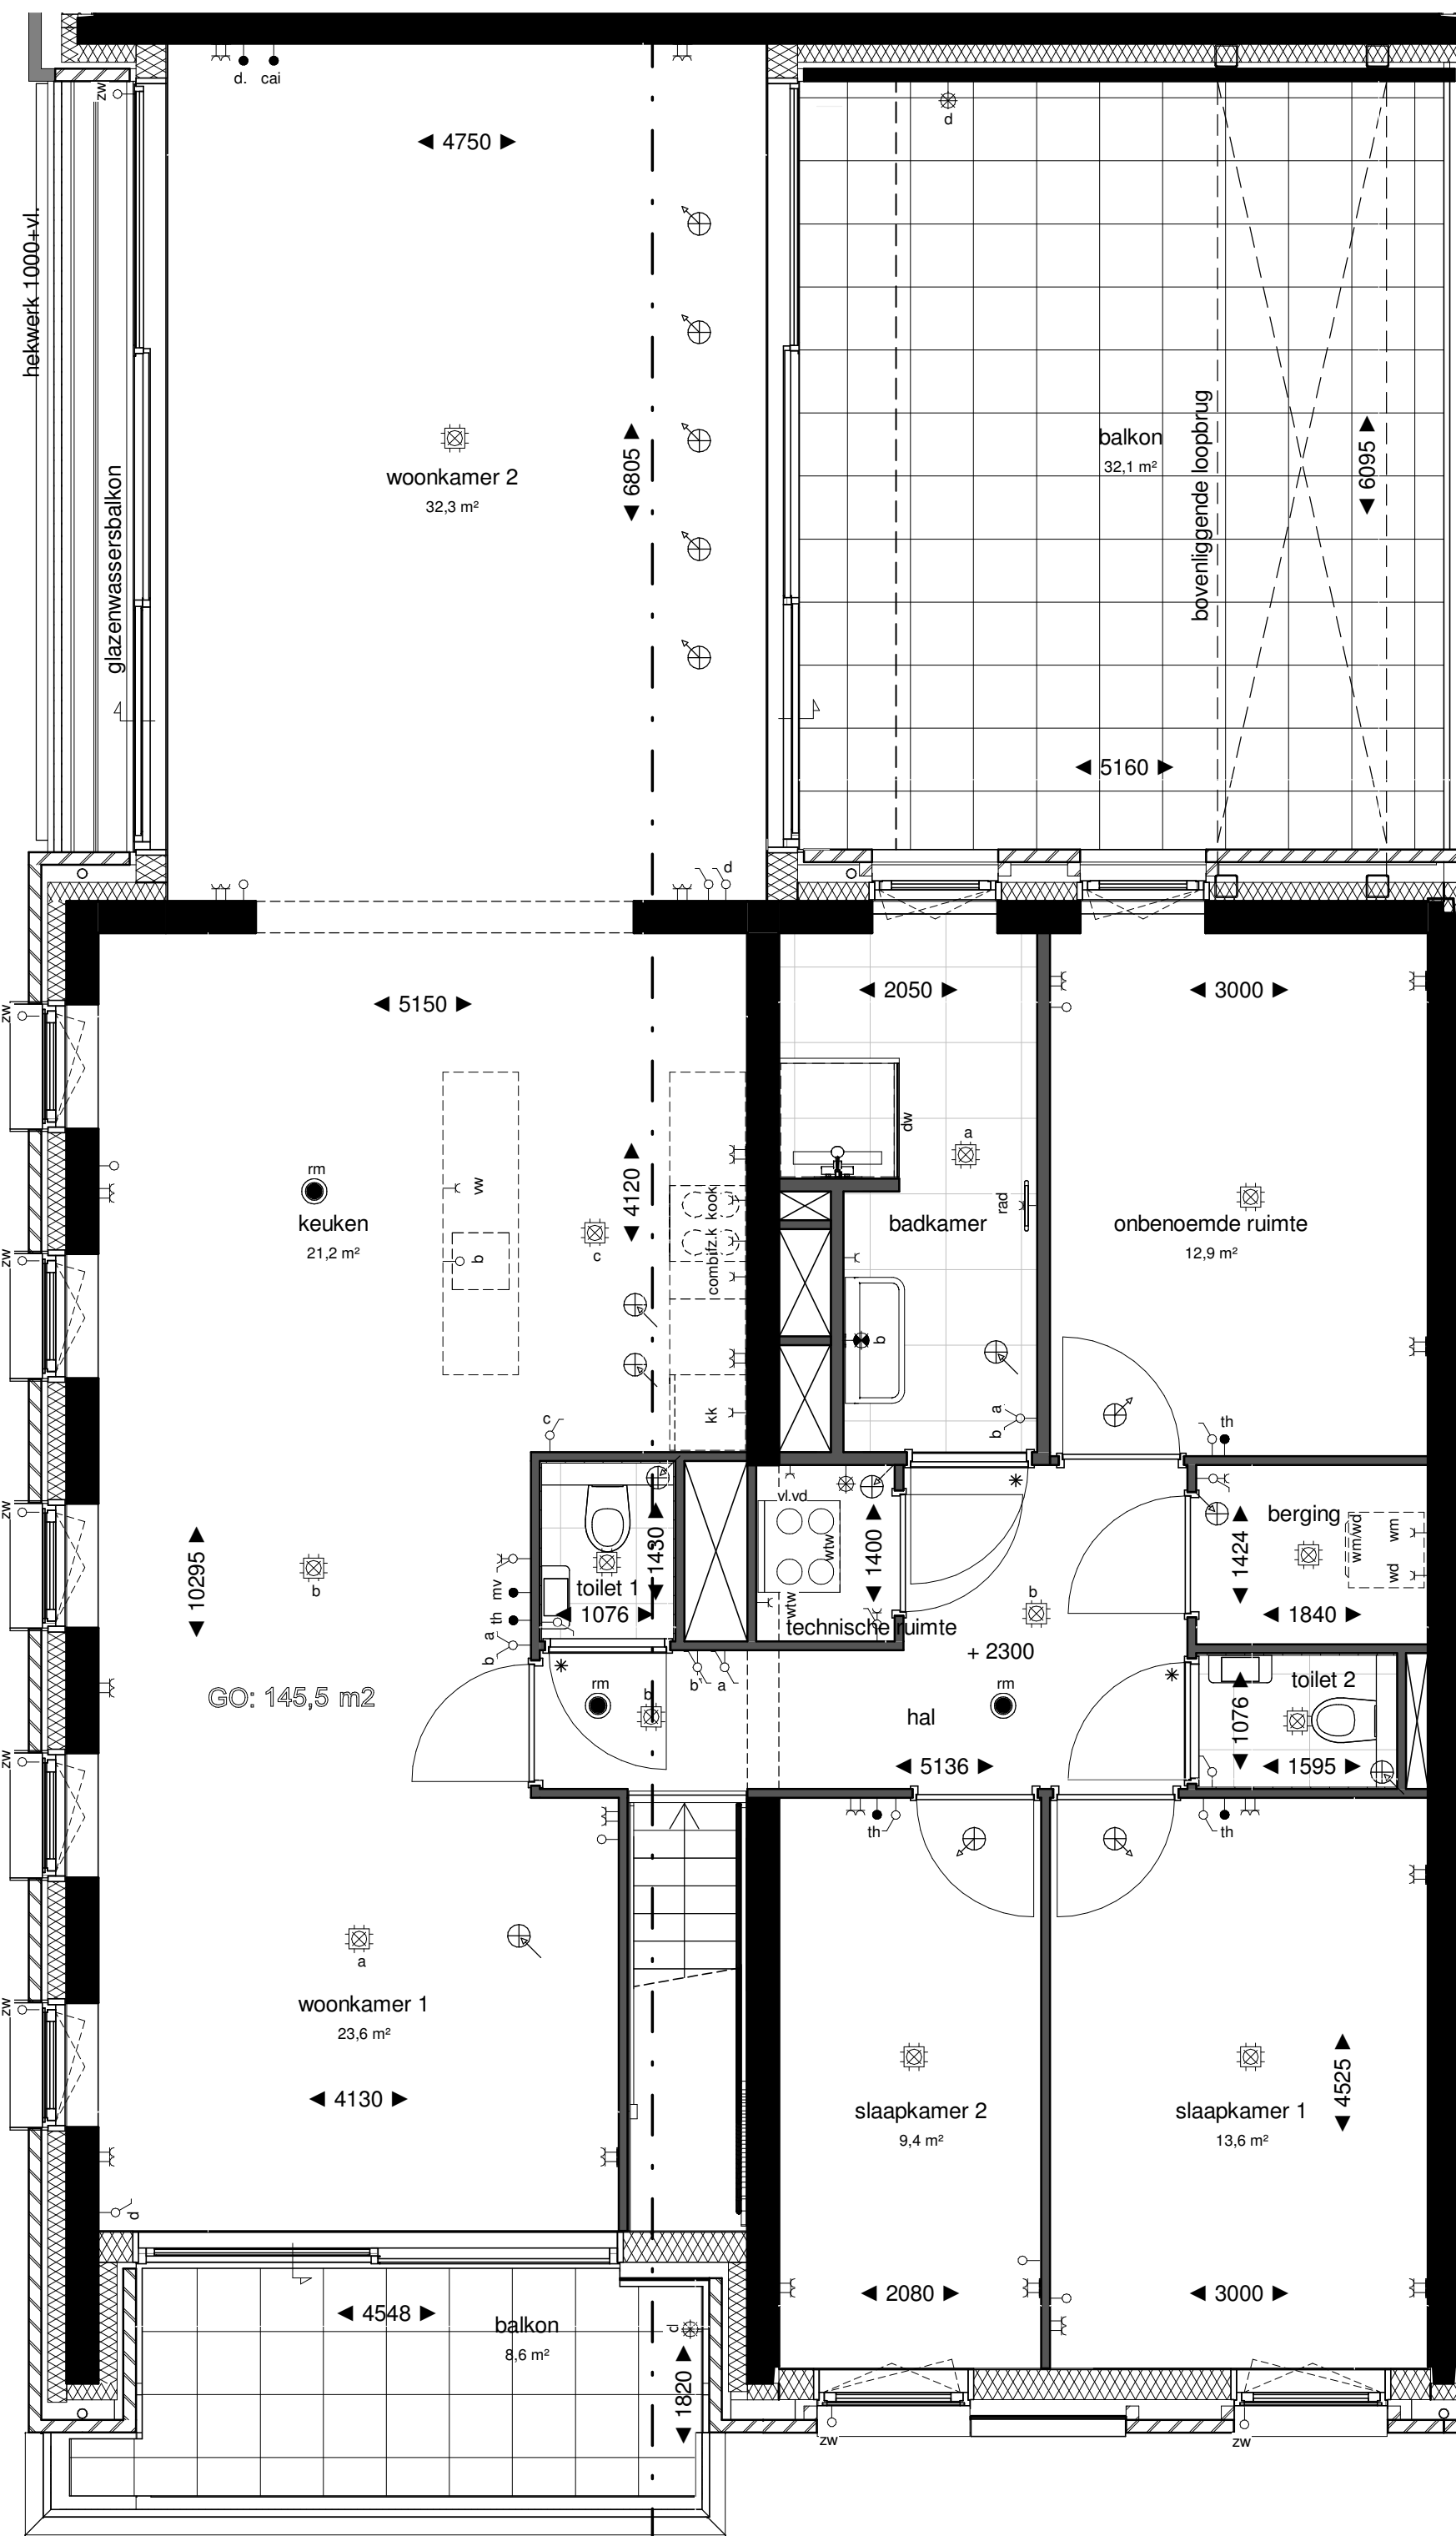 d.
cai
zw
◄ 4750 ►
d
hekwerk 1000+vl.
glazenwassersbalkon
woonkamer 2
32,3 m²
◄ 6805 ►
balkon
32,1 m²
bovenliggende loopbrug
◄ 6095 ►
◄ 5160 ►
d
zw
◄ 5150 ►
◄ 2050 ►
◄ 3000 ►
rm
keuken
21,2 m²
vw
b
c
◄ 4120 ►
kook
fz.k
combi
kk
dw
a
rad
badkamer
b
a
b
onbenoemde ruimte
12,9 m²
zw
c
th
zw
◄ 10295 ►
b
mv
th
a
b
toilet 1
◄ 1430 ►
◄ 1076 ►
vl.vd
wtw
wtw
◄ 1400 ►
technische ruimte
b
+ 2300
berging
◄ 1424 ►
wm/wd
wm
wd
◄ 1840 ►
GO: 145,5 m2
rm
b
b
a
rm
hal
◄ 5136 ►
toilet 2
◄ 1076 ►
◄ 1595 ►
zw
th
th
a
woonkamer 1
23,6 m²
◄ 4130 ►
zw
slaapkamer 2
9,4 m²
slaapkamer 1
13,6 m²
◄ 4525 ►
d
◄ 2080 ►
◄ 3000 ►
◄ 4548 ►
balkon
8,6 m²
d
◄ 1820 ►
zw
zw